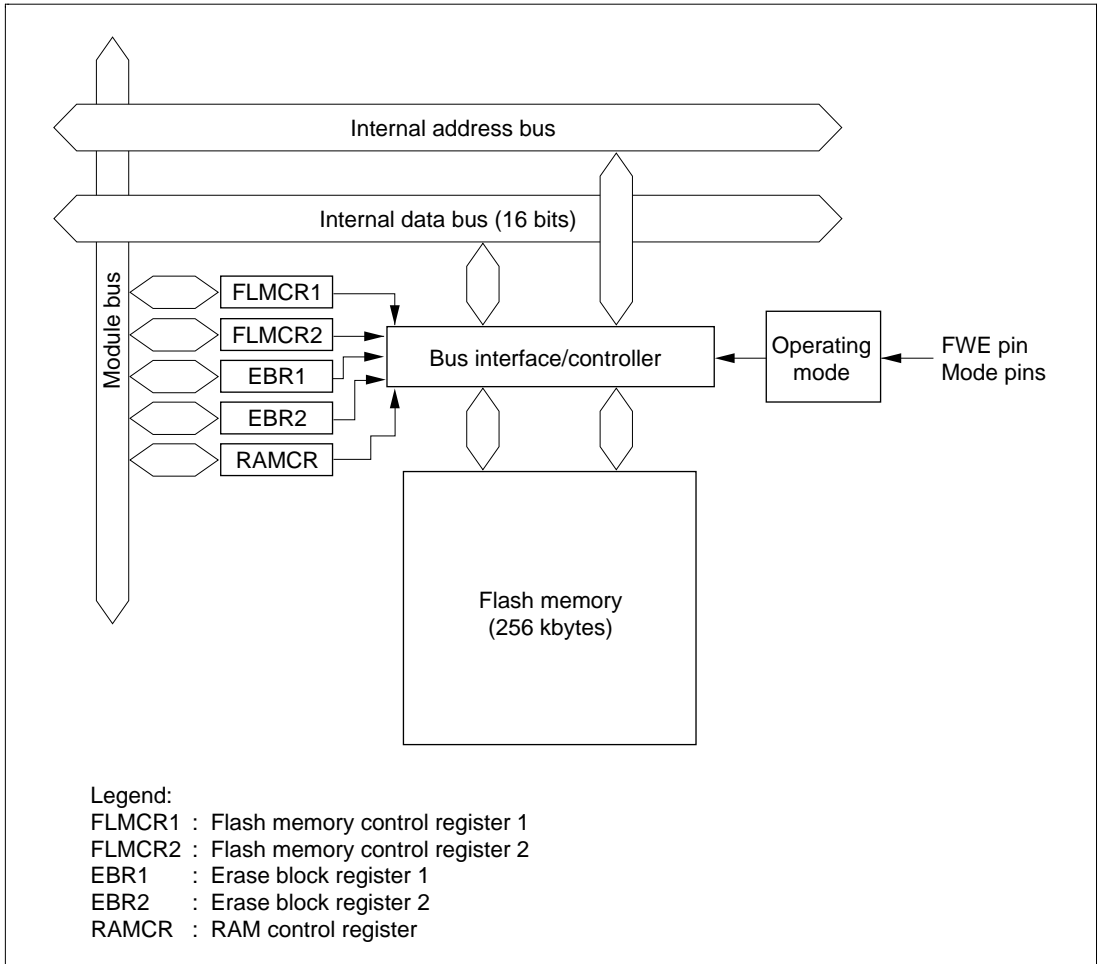 Internal address bus
Internal data bus (16 bits)
Module bus
FLMCR1
FLMCR2
EBR1
EBR2
RAMCR
Bus interface/controller
Operating
mode
FWE pin
Mode pins
Flash memory
(256 kbytes)
Legend:
FLMCR1 : Flash memory control register 1
FLMCR2 : Flash memory control register 2
EBR1 : Erase block register 1
EBR2 : Erase block register 2
RAMCR : RAM control register